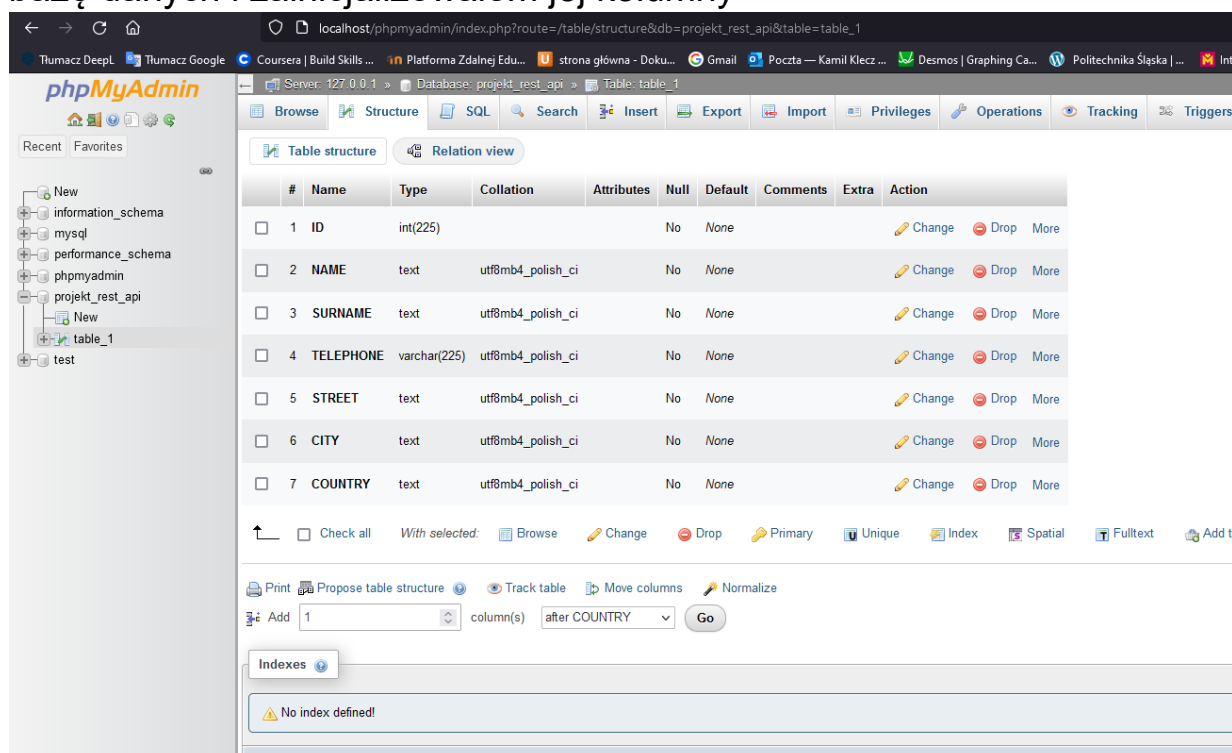 bazę danych i zainicjalizowałem jej kolumny
localhost/phpmyadmin/index.php?route=/table/structure&db=projekt_rest_api&table=table_1
Tłumacz DeepL Tłumacz Google Coursera | Build Skills ... Platforma Zdalnej Edu... strona główna - Doku... Gmail Poczta — Kamil Klecz ... Desmos | Graphing Ca... Politechnika Śląska | ... Int
phpMyAdmin
Recent Favorites
New
information_schema
mysql
performance_schema
phpmyadmin
projekt_rest_api
New
table_1
test
Server: 127.0.0.1 » Database: projekt_rest_api » Table: table_1
Browse Structure SQL Search Insert Export Import Privileges Operations Tracking Triggers
Table structure Relation view
# Name Type Collation Attributes Null Default Comments Extra Action
1 ID int(225) No None Change Drop More
2 NAME text utf8mb4_polish_ci No None Change Drop More
3 SURNAME text utf8mb4_polish_ci No None Change Drop More
4 TELEPHONE varchar(225) utf8mb4_polish_ci No None Change Drop More
5 STREET text utf8mb4_polish_ci No None Change Drop More
6 CITY text utf8mb4_polish_ci No None Change Drop More
7 COUNTRY text utf8mb4_polish_ci No None Change Drop More
Check all With selected: Browse Change Drop Primary Unique Index Spatial Fulltext Add t
Print Propose table structure Track table Move columns Normalize
Add 1 column(s) after COUNTRY Go
Indexes
No index defined!